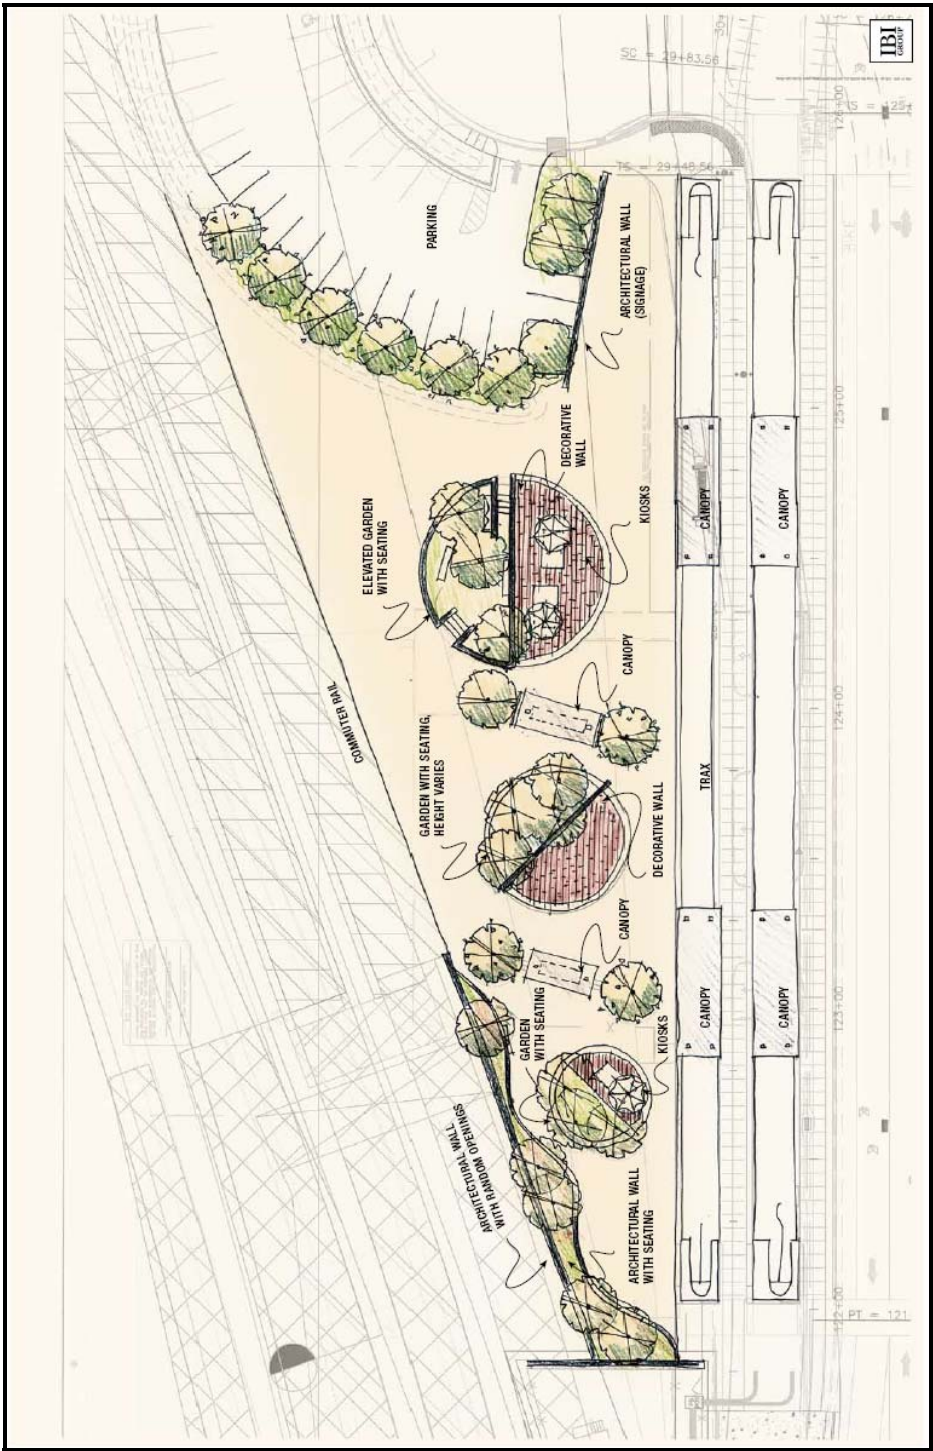 IBI
GROUP
SC = 29+83.56
TS = 29+48.56
126+00
PARKING
ARCHITECTURAL WALL
(SIGNAGE)
125+00
DECORATIVE
WALL
ELEVATED GARDEN
WITH SEATING
KIOSKS
CANOPY
CANOPY
CANOPY
COMMUTER RAIL
124+00
GARDEN WITH SEATING,
HEIGHT VARIES
TRAX
DECORATIVE WALL
CANOPY
CANOPY
CANOPY
123+00
GARDEN
WITH SEATING
KIOSKS
ARCHITECTURAL WALL
WITH RANDOM OPENINGS
ARCHITECTURAL WALL
WITH SEATING
122+00
PT = 121